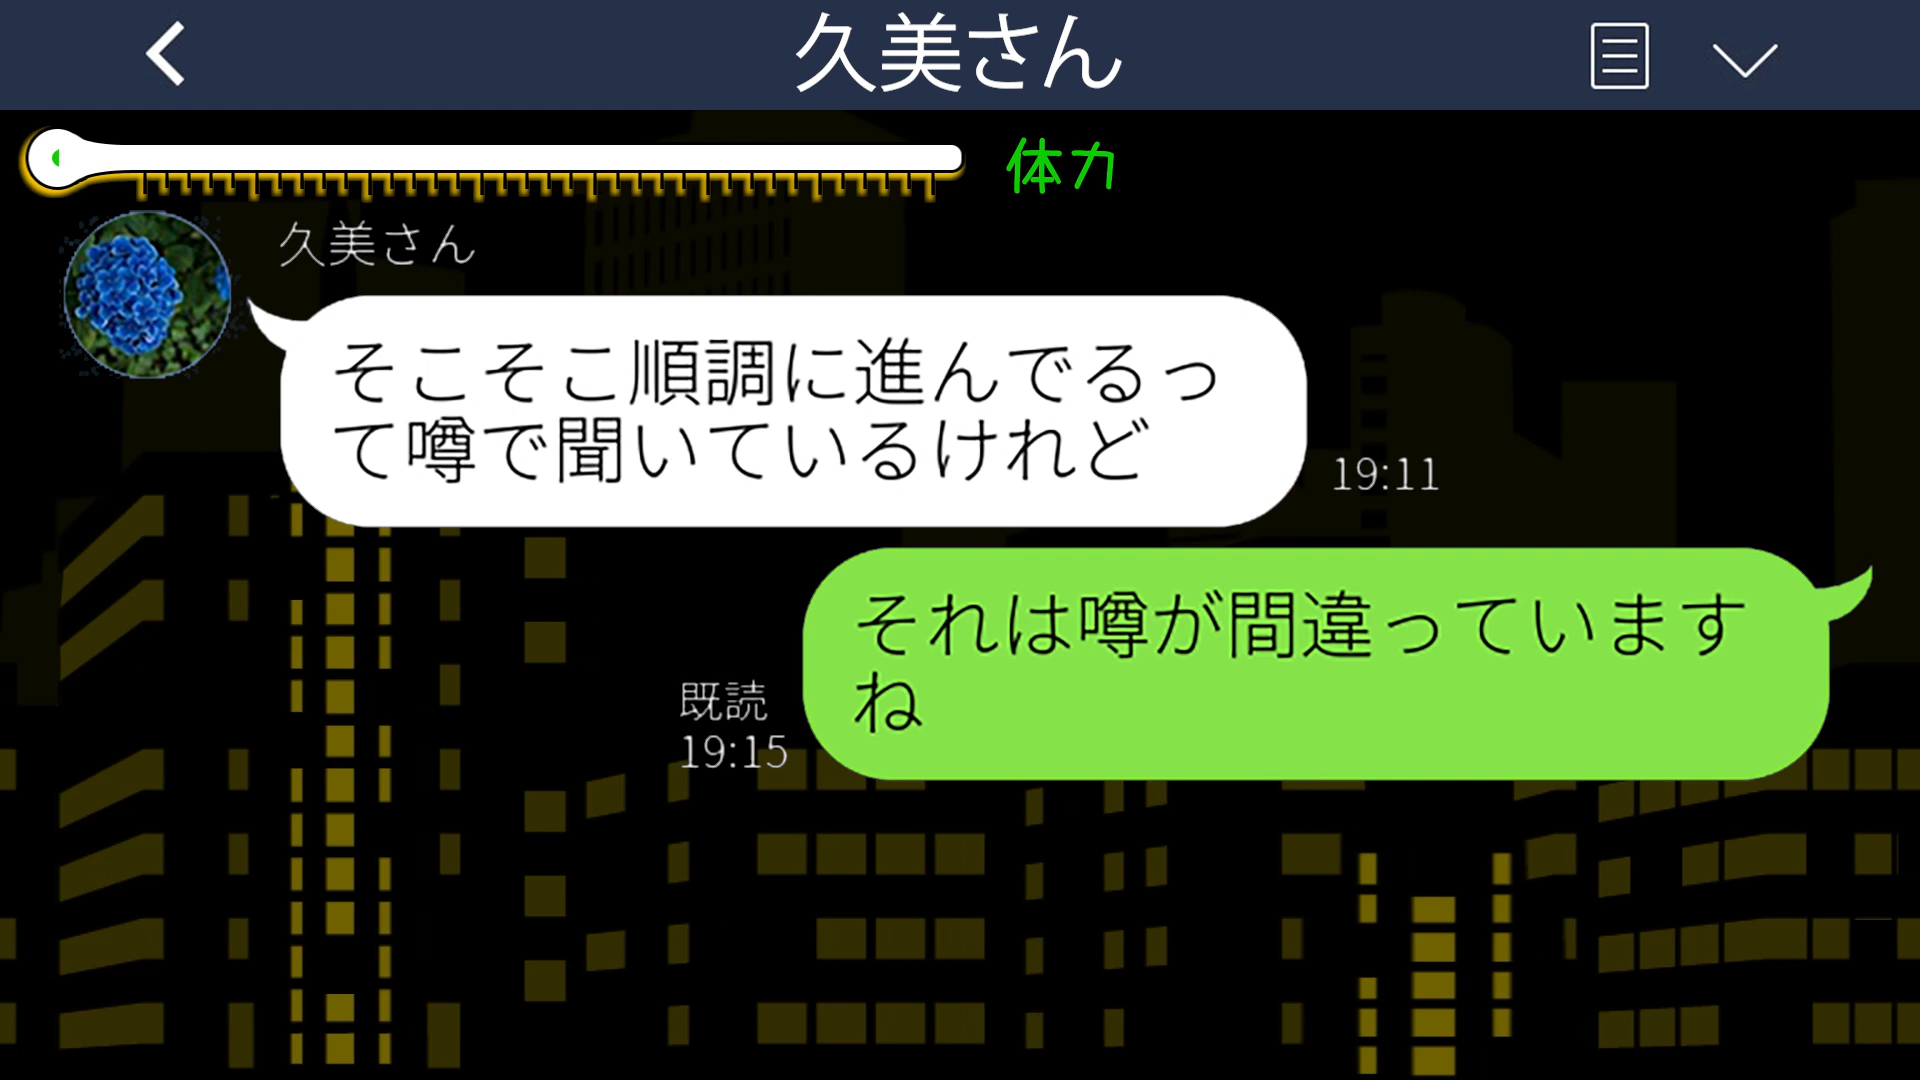 久美さん
体力
久美さん
そこそこ順調に進んでるっ
て噂で聞いているけれど
19:11
それは噂が間違っています
ね
既読
19:15